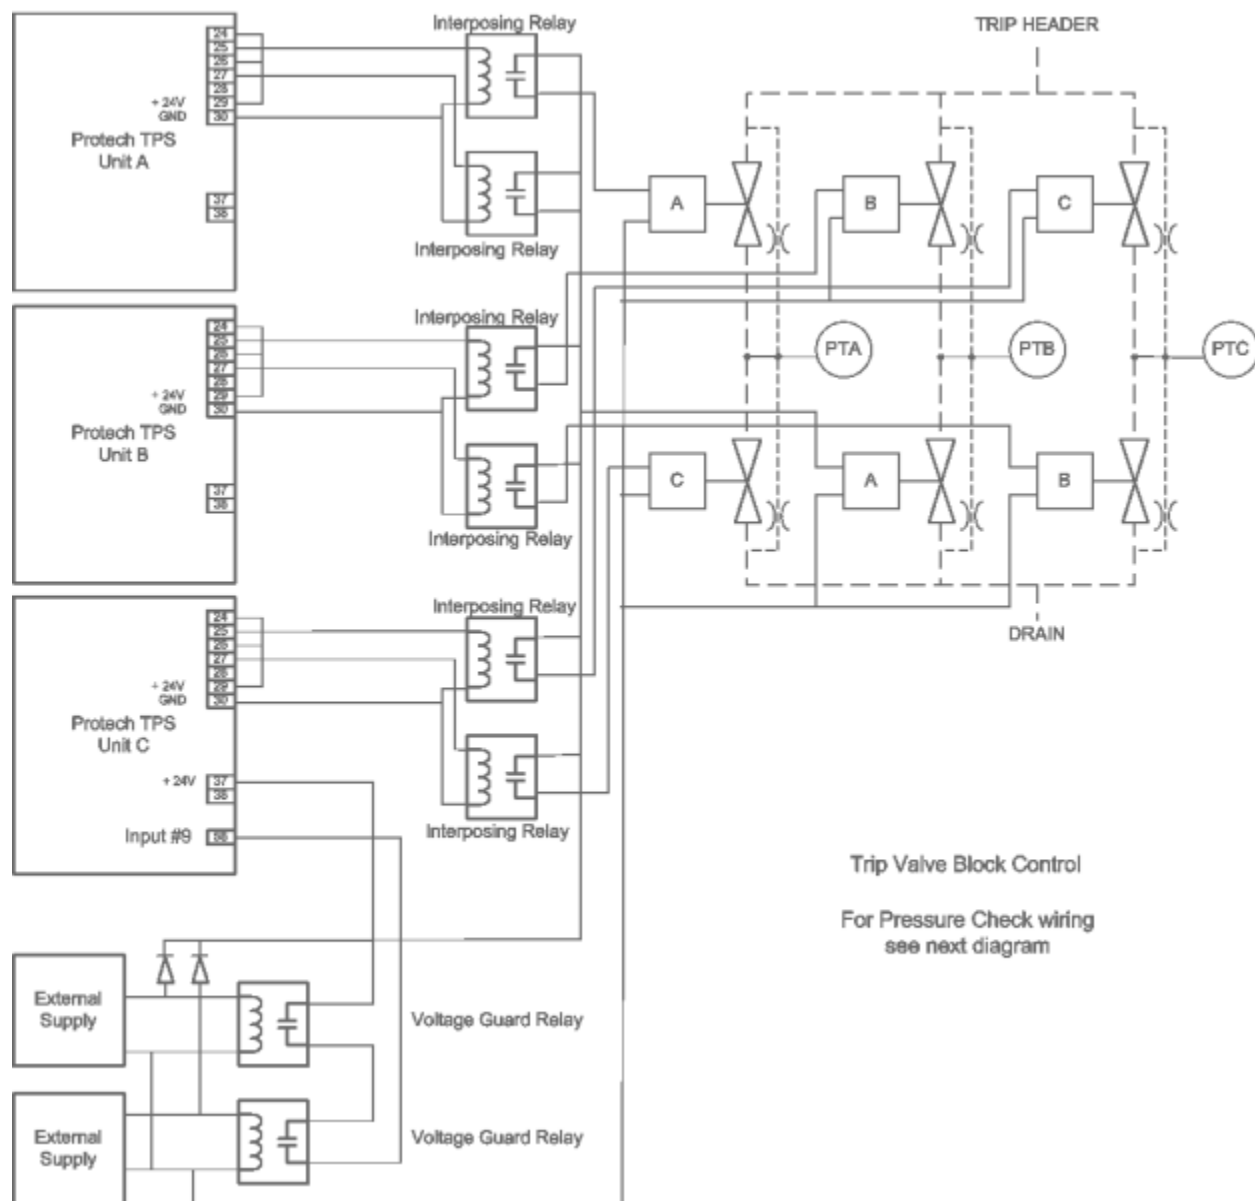 Interposing Relay
TRIP HEADER
24
25
26
27
28
+ 24V 29
GND 30
Protech TPS
Unit A
37
38
Interposing Relay
A
B
C
Interposing Relay
24
25
26
27
28
+ 24V 29
GND 30
Protech TPS
Unit B
37
38
Interposing Relay
PTA
PTB
PTC
C
A
B
DRAIN
Interposing Relay
24
25
26
27
28
+ 24V 29
GND 30
Protech TPS
Unit C
+ 24V 37
38
Input #9
Interposing Relay
Trip Valve Block Control
For Pressure Check wiring
see next diagram
External
Supply
Voltage Guard Relay
External
Supply
Voltage Guard Relay